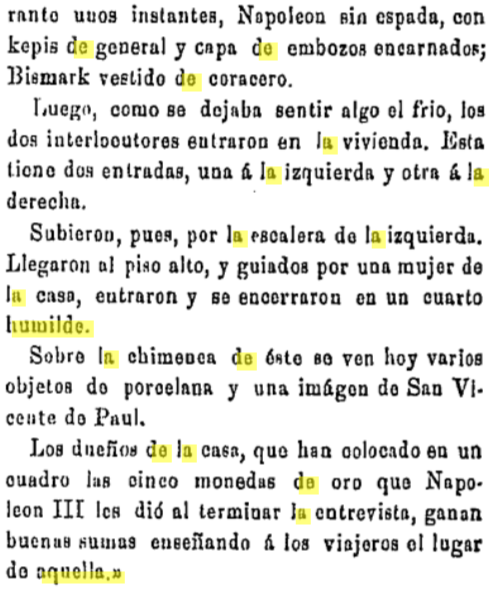 rante unos instantes, Napoleon sin espada, con
kepis de general y capa de embozos encarnados;
Bismark vestido de coracero.
Luego, como se dejaba sentir algo el frio, los
dos interlocutores entraron en la vivienda. Esta
tiene dos entradas, una á la izquierda y otra á la
derecha.
Subieron, pues, por la escalera de la izquierda.
Llegaron al piso alto, y guiados por una mujer de
la casa, entraron y se encerraron en un cuarto
humilde.
Sobre la chimenea de éste se ven hoy varios
objetos de porcelana y una imágen de San Vi-
cente de Paul.
Los dueños de la casa, que han colocado en un
cuadro las cinco monedas de oro que Napo-
leon III les dió al terminar la entrevista, ganan
buenas sumas enseñando á los viajeros el lugar
de aquella.»